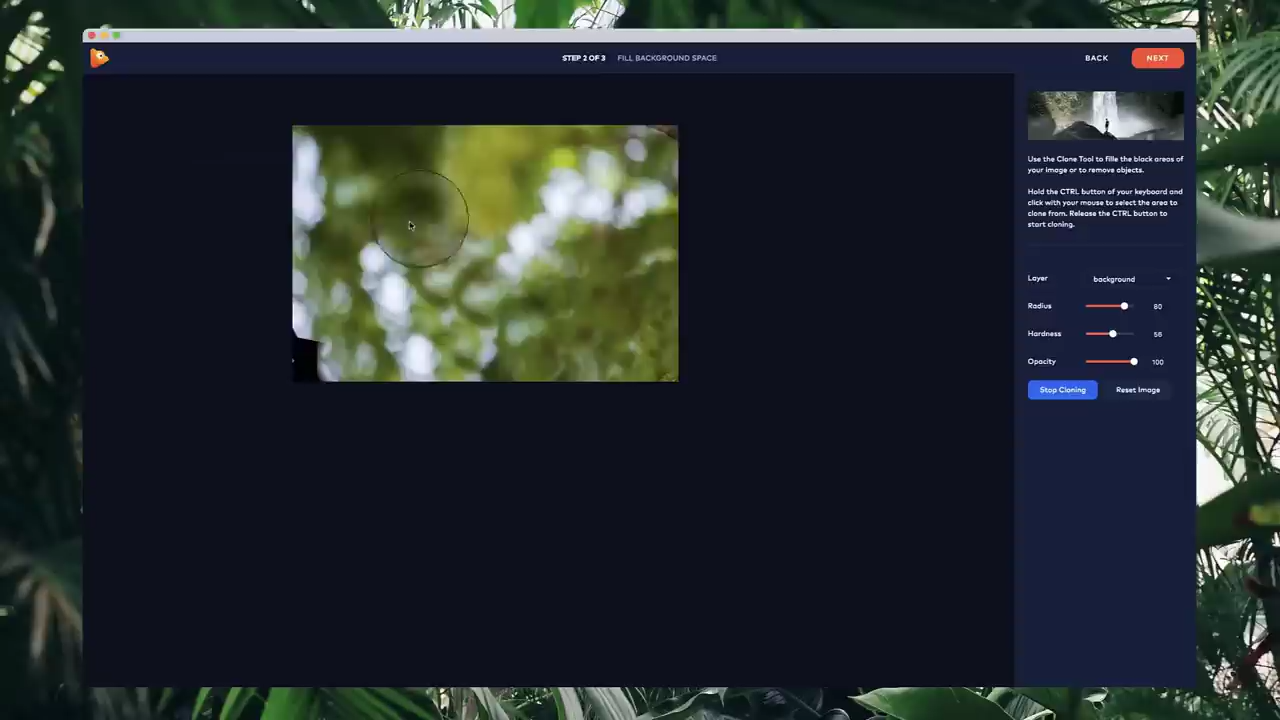 STEP 2 OF 3 FILL BACKGROUND SPACE BACK NEXT
Use the Clone Tool to fille the black areas of
your image or to remove objects.
Hold the CTRL button of your keyboard and
click with your mouse to select the area to
clone from. Release the CTRL button to
start cloning.
Layer background
Radius 80
Hardness 56
Opacity 100
Stop Cloning Reset Image